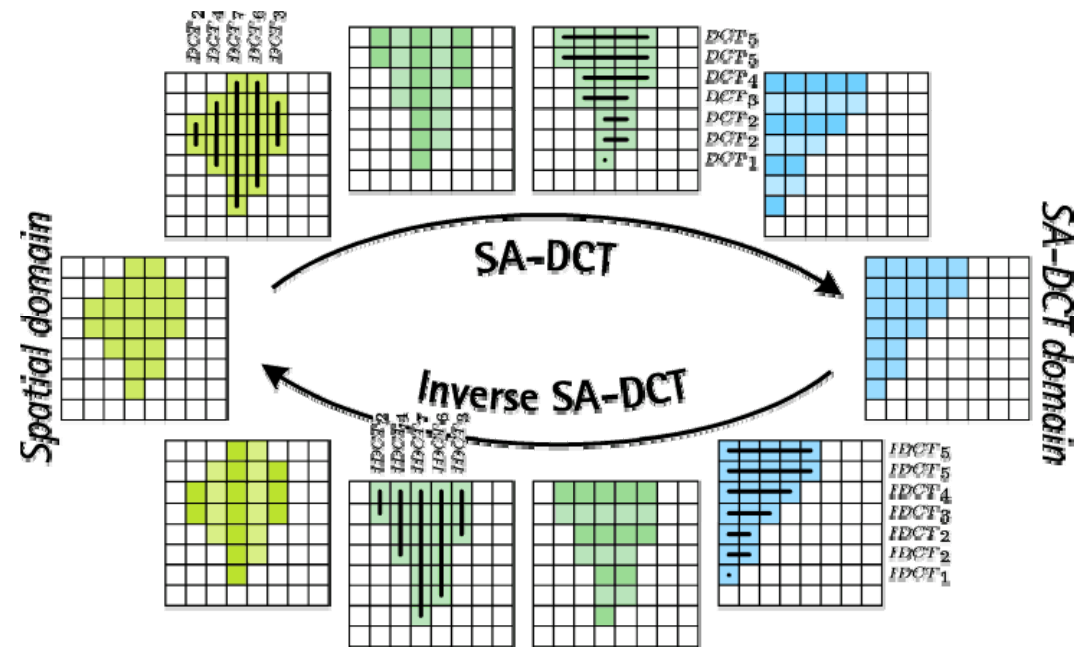 DCT₂
DCT₄
DCT₇
DCT₆
DCT₃
DCT₅
DCT₅
DCT₄
DCT₃
DCT₂
DCT₂
DCT₁
SA-DCT
Spatial domain
SA-DCT domain
Inverse SA-DCT
IDCT₂
IDCT₄
IDCT₇
IDCT₆
IDCT₃
IDCT₅
IDCT₅
IDCT₄
IDCT₃
IDCT₂
IDCT₂
IDCT₁